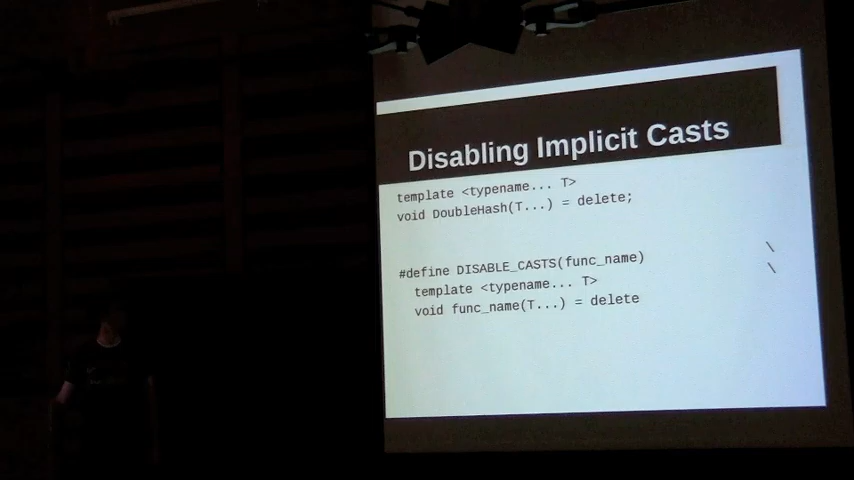 Disabling Implicit Casts
template <typename... T>
void DoubleHash(T...) = delete;
#define DISABLE_CASTS(func_name) \
template <typename... T> \
void func_name(T...) = delete